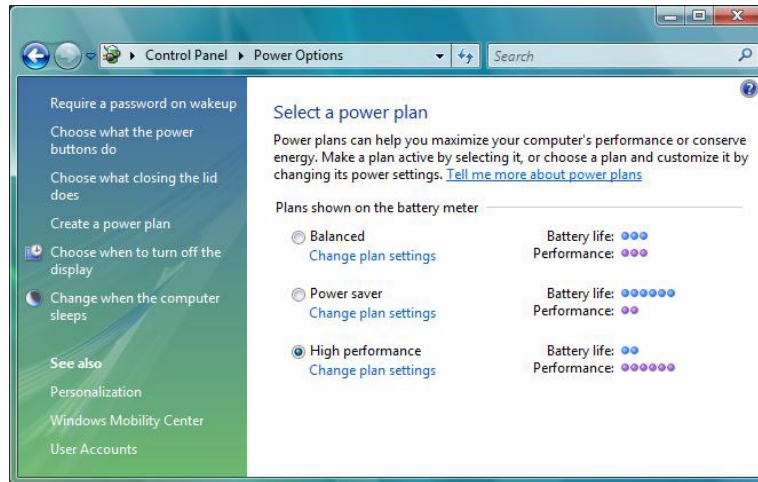 Control Panel
Power Options
Search
Require a password on wakeup
Choose what the power
buttons do
Choose what closing the lid
does
Create a power plan
Choose when to turn off the
display
Change when the computer
sleeps
See also
Personalization
Windows Mobility Center
User Accounts
Select a power plan
Power plans can help you maximize your computer's performance or conserve
energy. Make a plan active by selecting it, or choose a plan and customize it by
changing its power settings. Tell me more about power plans
Plans shown on the battery meter
Balanced Battery life:
Change plan settings Performance:
Power saver Battery life:
Change plan settings Performance:
High performance Battery life:
Change plan settings Performance: